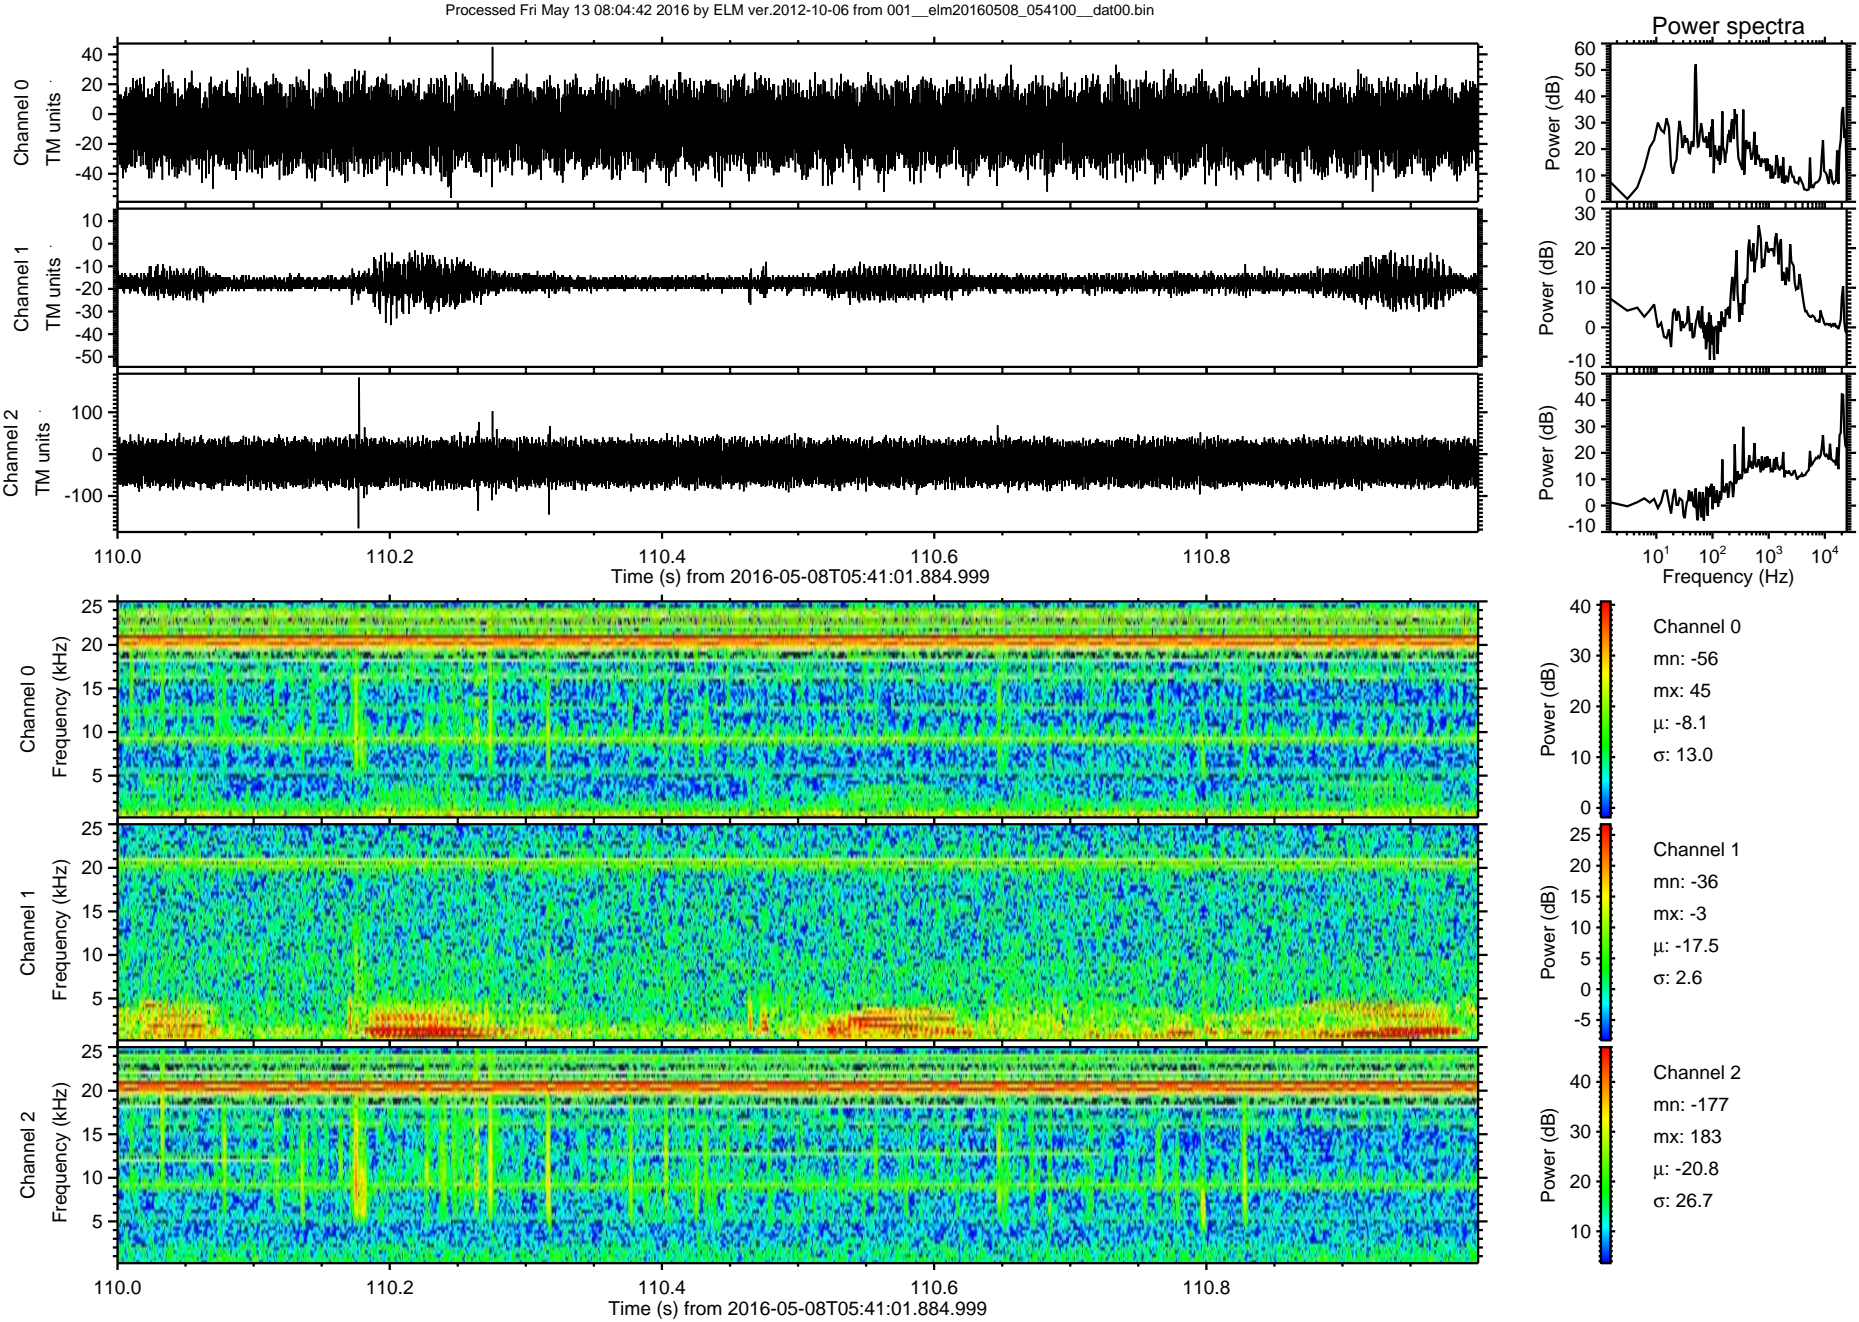 Processed Fri May 13 08:04:42 2016 by ELM ver.2012-10-06 from 001__elm20160508_054100__dat00.bin
Power spectra
Channel 0
TM units
40
20
0
-20
-40
Power (dB)
60
50
40
30
20
10
0
Channel 1
TM units
10
0
-10
-20
-30
-40
-50
Power (dB)
30
20
10
0
-10
Channel 2
TM units
100
0
-100
Power (dB)
50
40
30
20
10
0
-10
110.0 110.2 110.4 110.6 110.8
Time (s) from 2016-05-08T05:41:01.884.999
10^1 10^2 10^3 10^4
Frequency (Hz)
Channel 0
Frequency (kHz)
25
20
15
10
5
Power (dB)
40
30
20
10
0
Channel 0
mn: -56
mx: 45
μ: -8.1
σ: 13.0
Channel 1
Frequency (kHz)
25
20
15
10
5
Power (dB)
25
20
15
10
5
0
-5
Channel 1
mn: -36
mx: -3
μ: -17.5
σ: 2.6
Channel 2
Frequency (kHz)
25
20
15
10
5
Power (dB)
40
30
20
10
Channel 2
mn: -177
mx: 183
μ: -20.8
σ: 26.7
110.0 110.2 110.4 110.6 110.8
Time (s) from 2016-05-08T05:41:01.884.999